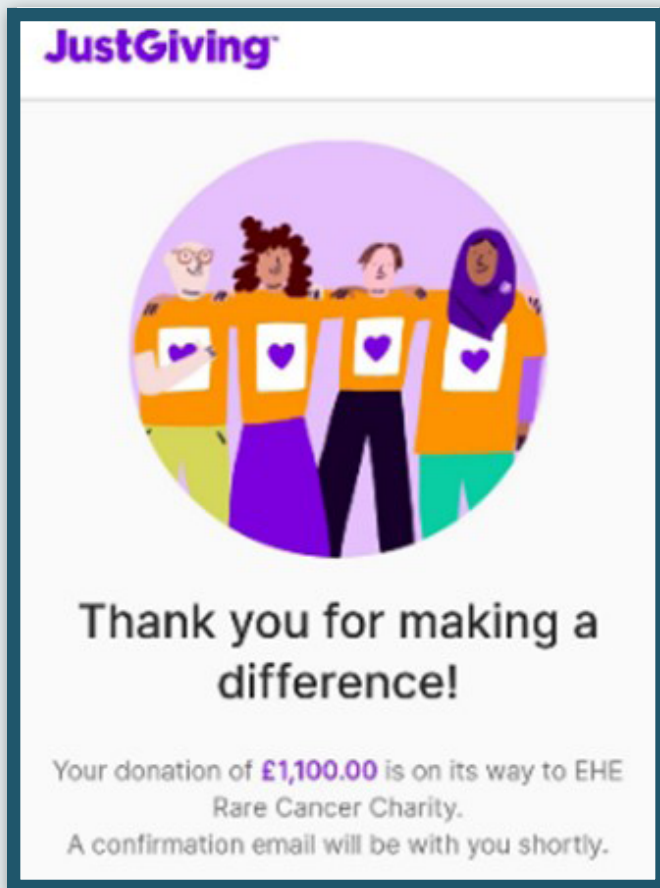 JustGiving™
Thank you for making a
difference!
Your donation of £1,100.00 is on its way to EHE
Rare Cancer Charity.
A confirmation email will be with you shortly.